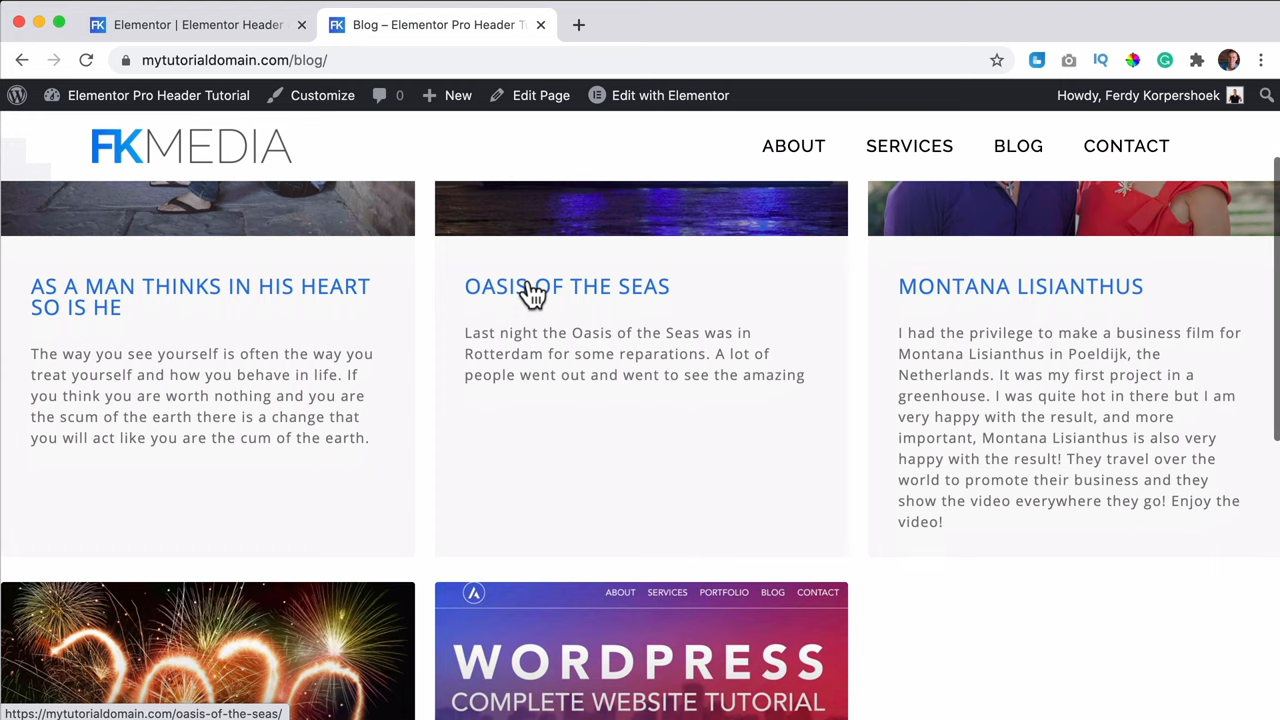 Elementor | Elementor Header
Blog – Elementor Pro Header T
mytutorialdomain.com/blog/
Elementor Pro Header Tutorial
Customize
0
New
Edit Page
Edit with Elementor
Howdy, Ferdy Korpershoek
FKMEDIA
ABOUT
SERVICES
BLOG
CONTACT
AS A MAN THINKS IN HIS HEART
SO IS HE
The way you see yourself is often the way you
treat yourself and how you behave in life. If
you think you are worth nothing and you are
the scum of the earth there is a change that
you will act like you are the cum of the earth.
OASIS OF THE SEAS
Last night the Oasis of the Seas was in
Rotterdam for some reparations. A lot of
people went out and went to see the amazing
MONTANA LISIANTHUS
I had the privilege to make a business film for
Montana Lisianthus in Poeldijk, the
Netherlands. It was my first project in a
greenhouse. I was quite hot in there but I am
very happy with the result, and more
important, Montana Lisianthus is also very
happy with the result! They travel over the
world to promote their business and they
show the video everywhere they go! Enjoy the
video!
2020
ABOUT
SERVICES
PORTFOLIO
BLOG
CONTACT
WORDPRESS
COMPLETE WEBSITE TUTORIAL
https://mytutorialdomain.com/oasis-of-the-seas/